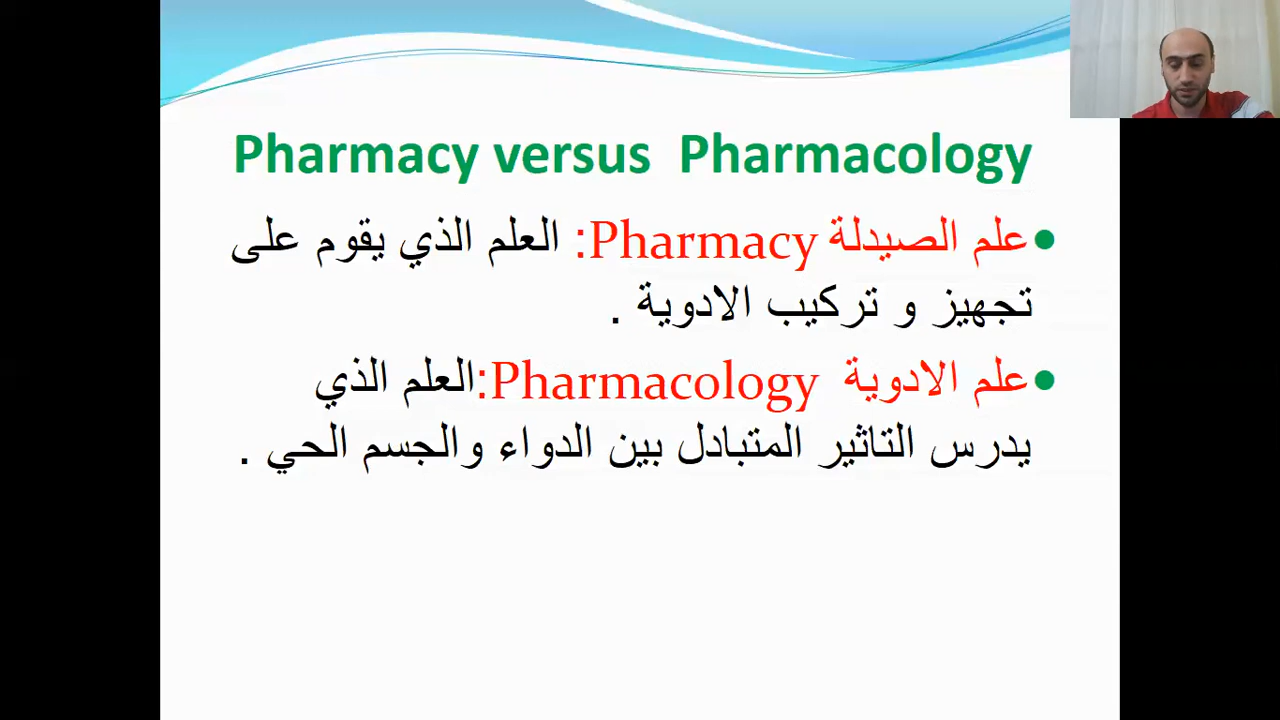 Pharmacy versus Pharmacology
•علم الصيدلة Pharmacy: العلم الذي يقوم على
تجهيز و تركيب الادوية .
•علم الادوية Pharmacology:العلم الذي
يدرس التاثير المتبادل بين الدواء والجسم الحي .